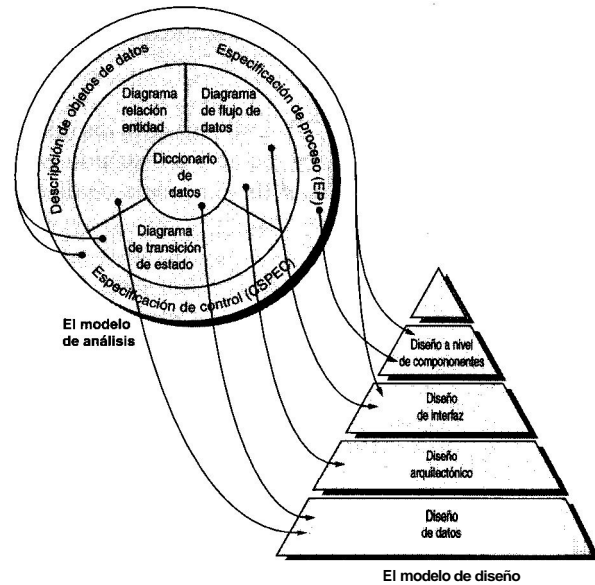 Descripción de objetos de datos
Especificación de proceso (EP)
Diagrama
relación
entidad
Diagrama
de flujo de
datos
Diccionario
de
datos
Diagrama
de transición
de estado
Especificación de control (CSPEC)
El modelo
de análisis
Diseño a nivel
de compononentes
Diseño
de interfaz
Diseño
arquitectónico
Diseño
de datos
El modelo de diseño